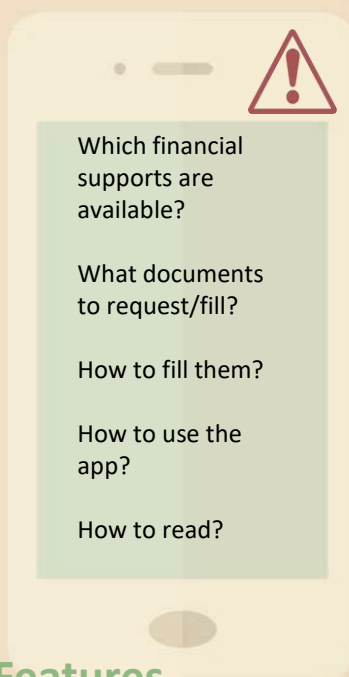 Which financial
supports are
available?
What documents
to request/fill?
How to fill them?
How to use the
app?
How to read?
Features